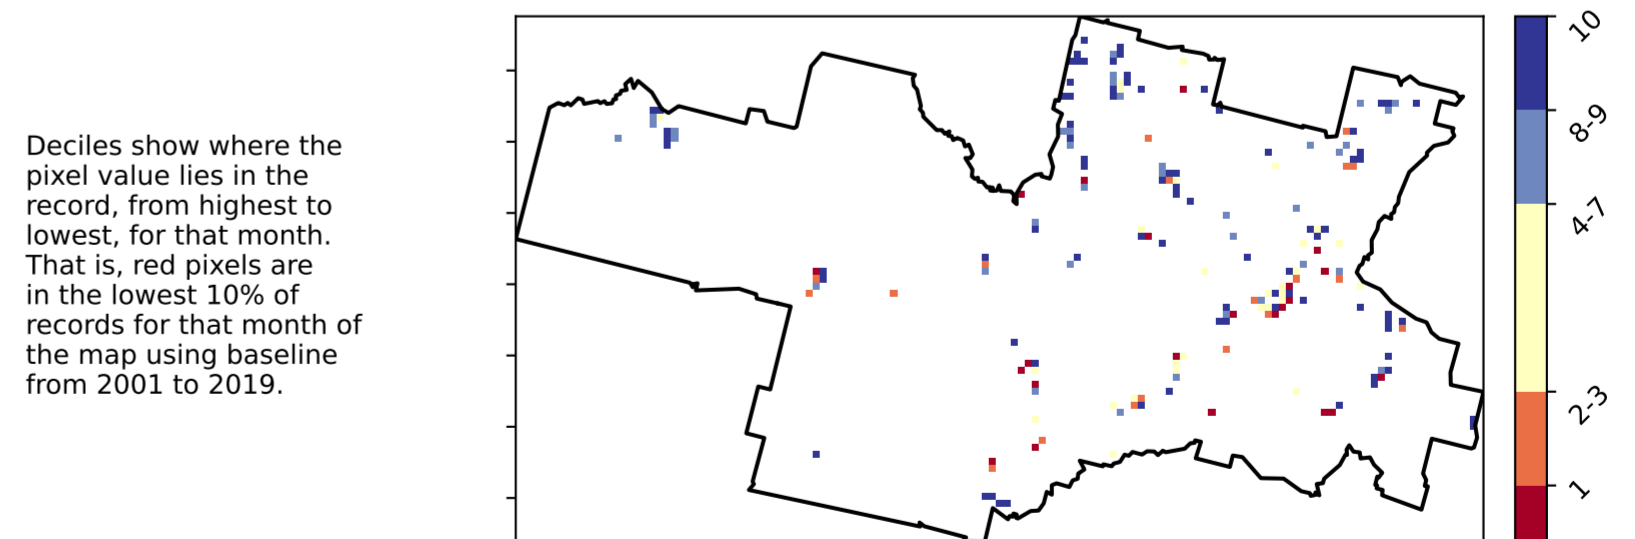 Deciles show where the
pixel value lies in the
record, from highest to
lowest, for that month.
That is, red pixels are
in the lowest 10% of
records for that month of
the map using baseline
from 2001 to 2019.
10
8-9
4-7
2-3
1